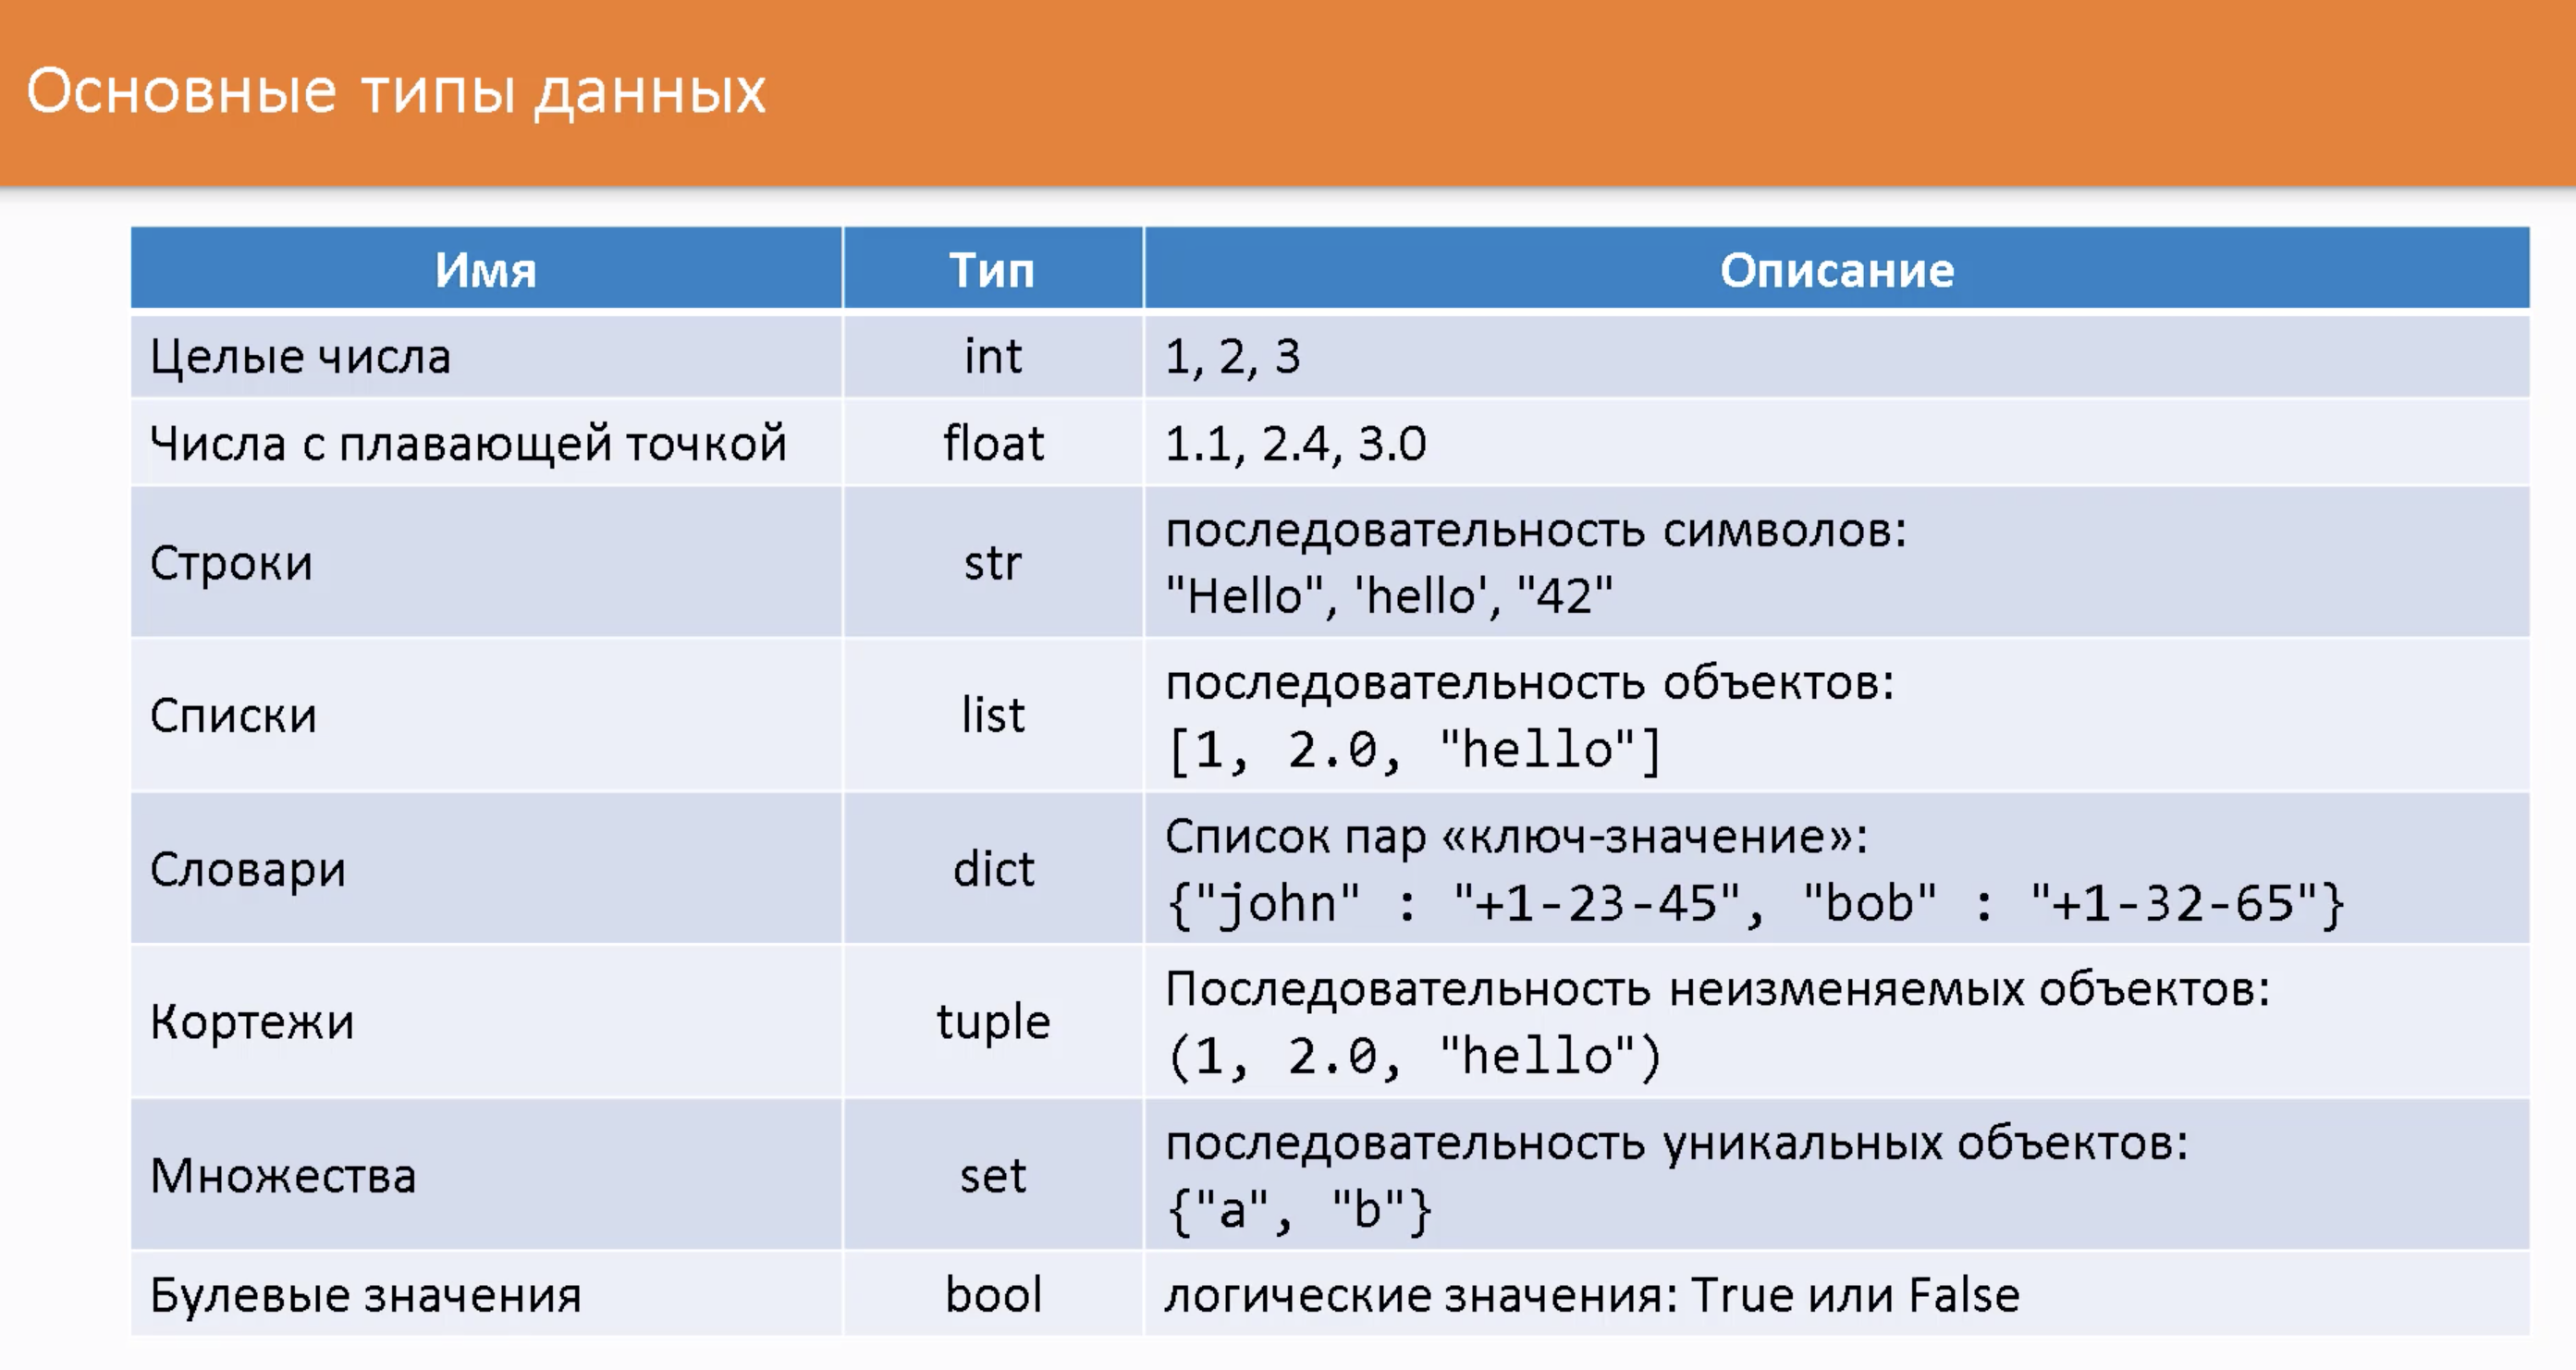 Основные типы данных
Имя Тип Описание
Целые числа int 1, 2, 3
Числа с плавающей точкой float 1.1, 2.4, 3.0
Строки str последовательность символов:
"Hello", 'hello', "42"
Списки list последовательность объектов:
[1, 2.0, "hello"]
Словари dict Список пар «ключ-значение»:
{"john" : "+1-23-45", "bob" : "+1-32-65"}
Кортежи tuple Последовательность неизменяемых объектов:
(1, 2.0, "hello")
Множества set последовательность уникальных объектов:
{"a", "b"}
Булевые значения bool логические значения: True или False